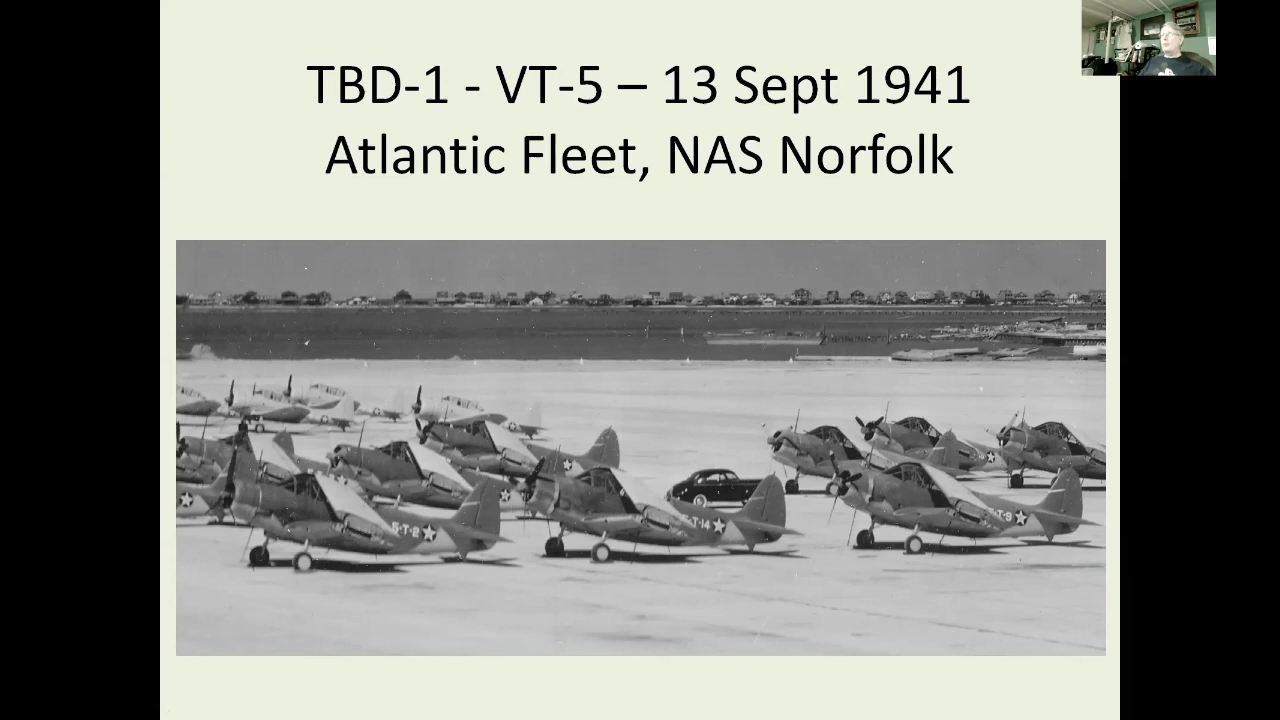 TBD-1 - VT-5 – 13 Sept 1941
Atlantic Fleet, NAS Norfolk
5-T-2
T-14
T-9